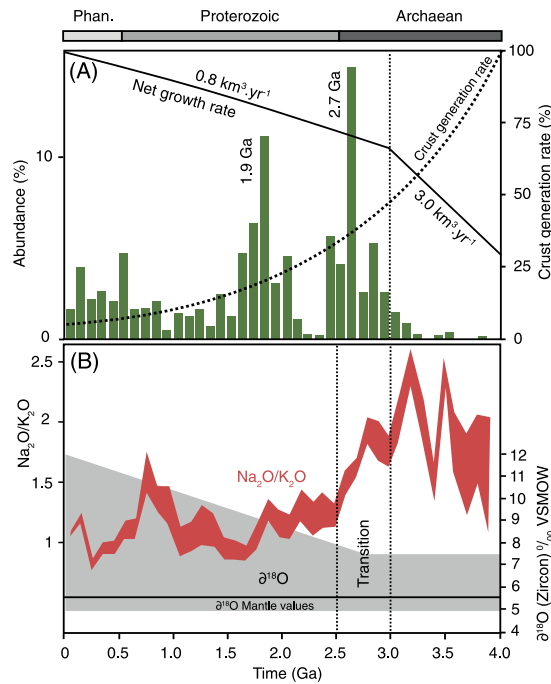 Phan. Proterozoic Archaean
(A)
0.8 km³.yr⁻¹
Net growth rate
1.9 Ga
2.7 Ga
Crust generation rate
3.0 km³.yr⁻¹
Abundance (%)
10
0
Crust generation rate (%)
100
75
50
25
0
(B)
Na₂O/K₂O
2.5
2
1.5
1
Na₂O/K₂O
∂¹⁸O
∂¹⁸O Mantle values
Transition
12
11
10
9
8
7
6
5
4
∂¹⁸O (Zircon) ⁰/₀₀ VSMOW
0 0.5 1.0 1.5 2.0 2.5 3.0 3.5 4.0
Time (Ga)